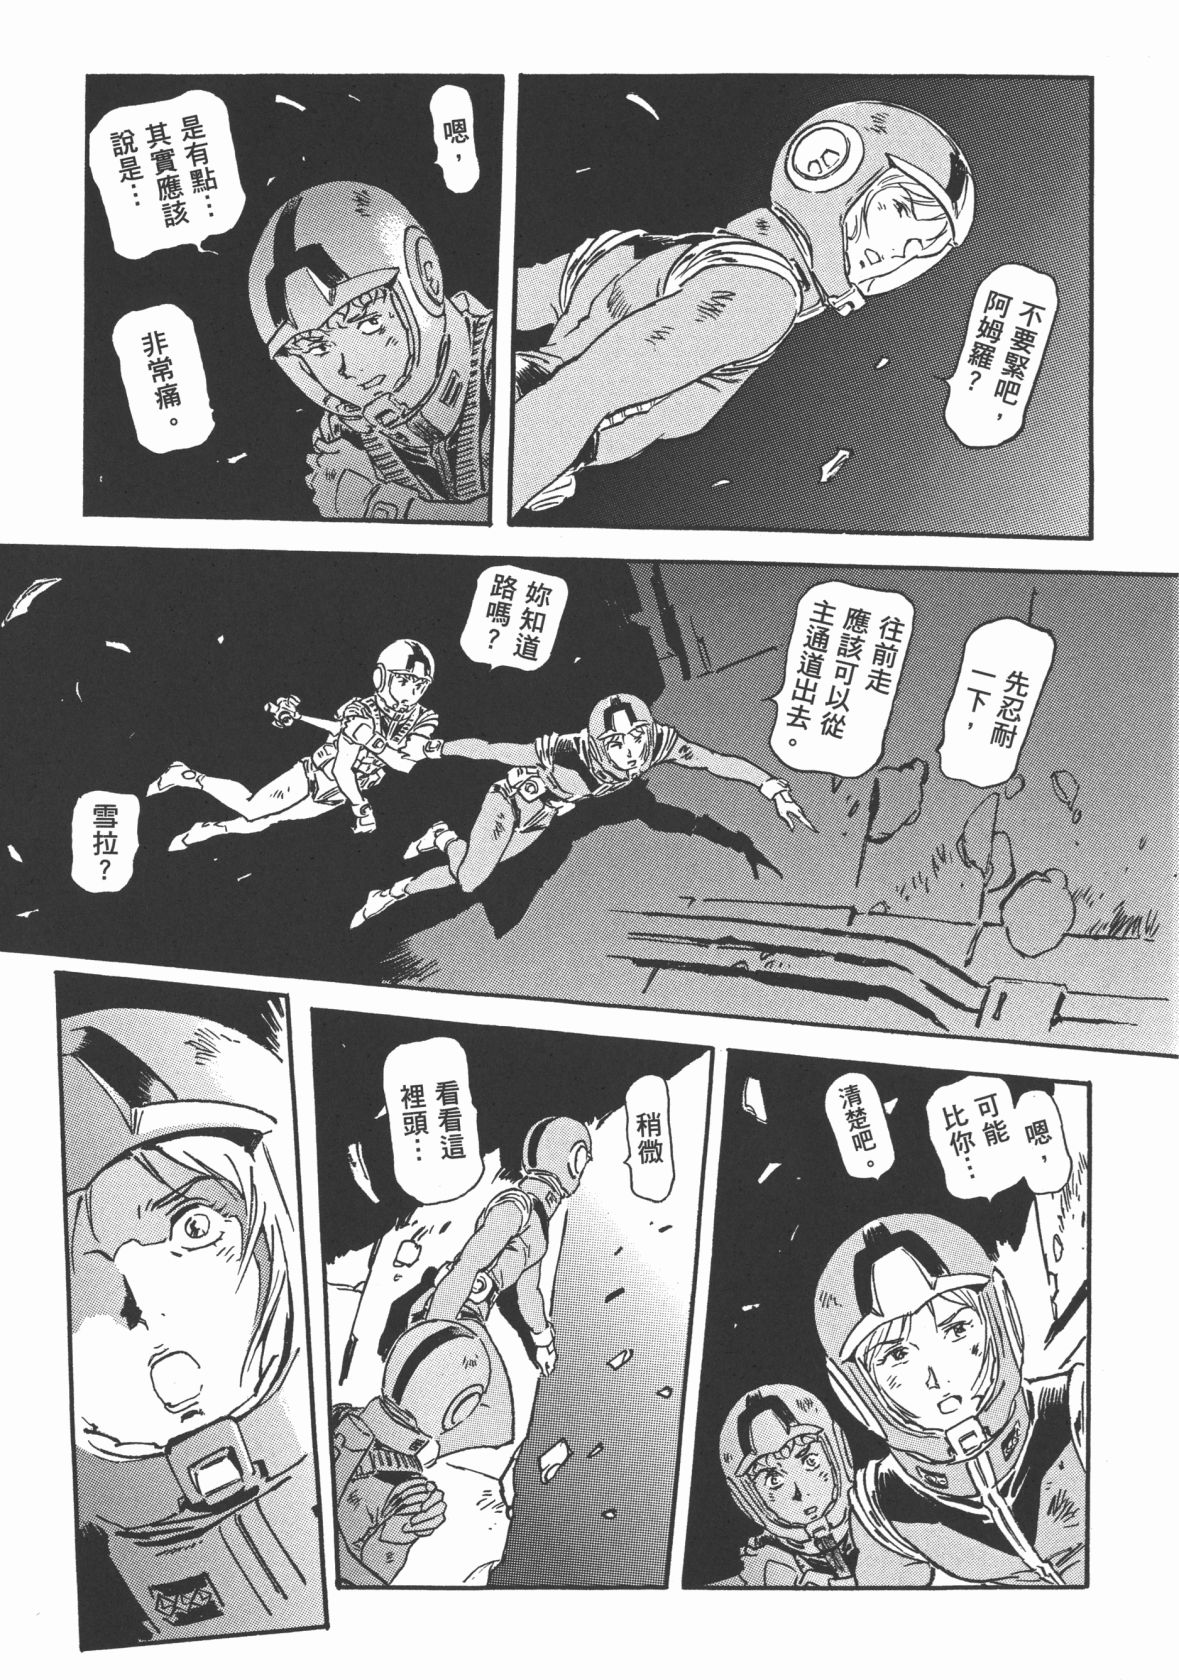 不要緊吧，
阿姆羅？
嗯，
是有點…
其實應該
說是…
非常痛。
先忍耐
一下，
往前走
應該可以從
主通道出去。
妳知道
路嗎？
雪拉？
嗯，
可能
比你…
清楚吧。
稍微
看看這
裡頭…